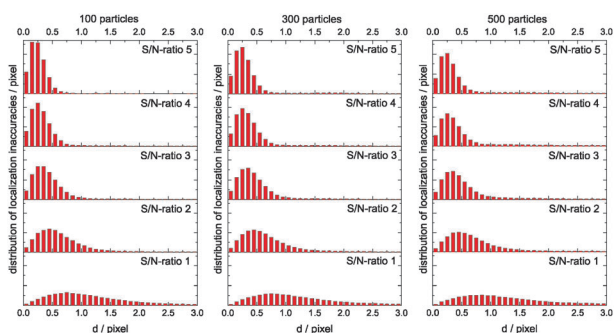 100 particles
300 particles
500 particles
0.0 0.5 1.0 1.5 2.0 2.5 3.0
0.0 0.5 1.0 1.5 2.0 2.5 3.0
0.0 0.5 1.0 1.5 2.0 2.5 3.0
distribution of localization inaccuracies / pixel
S/N-ratio 5
S/N-ratio 4
S/N-ratio 3
S/N-ratio 2
S/N-ratio 1
distribution of localization inaccuracies / pixel
S/N-ratio 5
S/N-ratio 4
S/N-ratio 3
S/N-ratio 2
S/N-ratio 1
distribution of localization inaccuracies / pixel
S/N-ratio 5
S/N-ratio 4
S/N-ratio 3
S/N-ratio 2
S/N-ratio 1
0.0 0.5 1.0 1.5 2.0 2.5 3.0
0.0 0.5 1.0 1.5 2.0 2.5 3.0
0.0 0.5 1.0 1.5 2.0 2.5 3.0
d / pixel
d / pixel
d / pixel